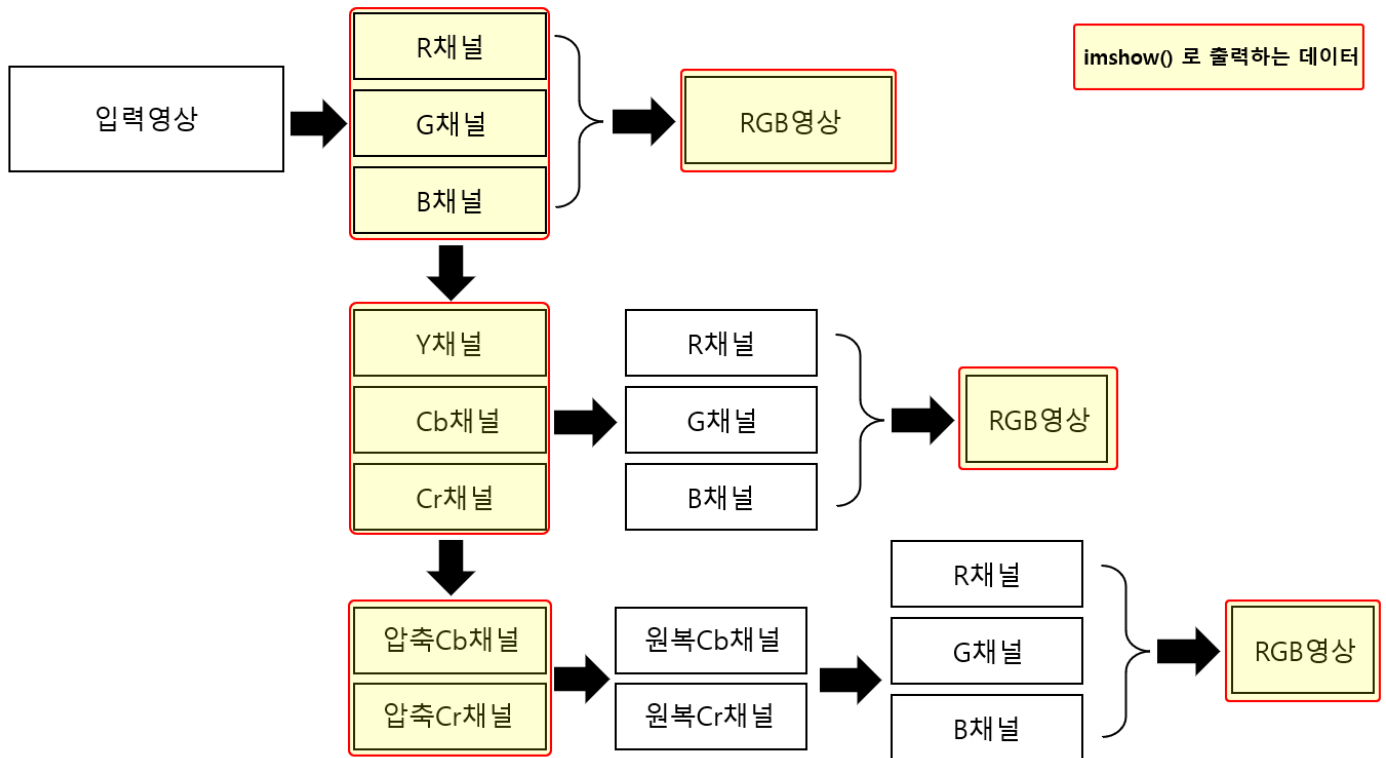 입력영상
R채널
G채널
B채널
RGB영상
imshow() 로 출력하는 데이터
Y채널
Cb채널
Cr채널
R채널
G채널
B채널
RGB영상
압축Cb채널
압축Cr채널
원복Cb채널
원복Cr채널
R채널
G채널
B채널
RGB영상